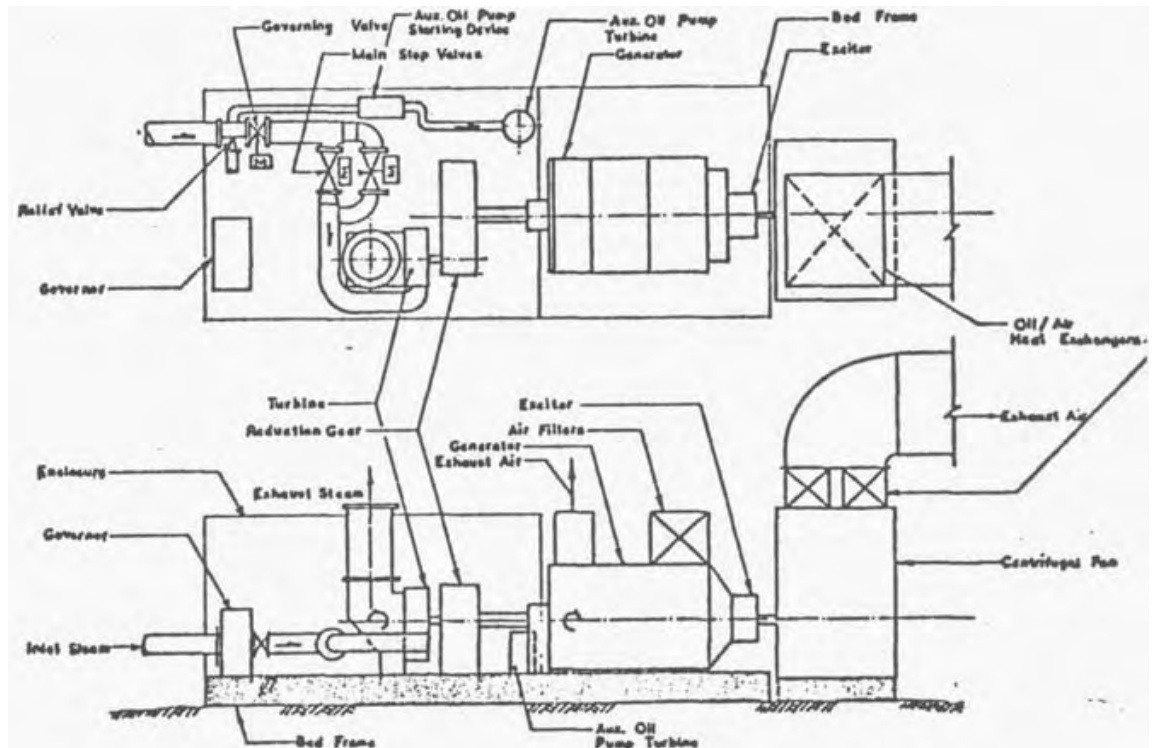 Governing Valve
Aux. Oil Pump
Starting Device
Main Stop Valves
Aux. Oil Pump
Turbine
Generator
Bed Frame
Exciter
Relief Valve
Governor
M
M
M
Oil / Air
Heat Exchangers.
Turbine
Reduction Gear
Exciter
Air Filters
Generator
Exhaust Air
Exhaust Air
Enclosure
Exhaust Steam
Governor
Centrifugal Fan
Inlet Steam
Bed Frame
Aux. Oil
Pump Turbine